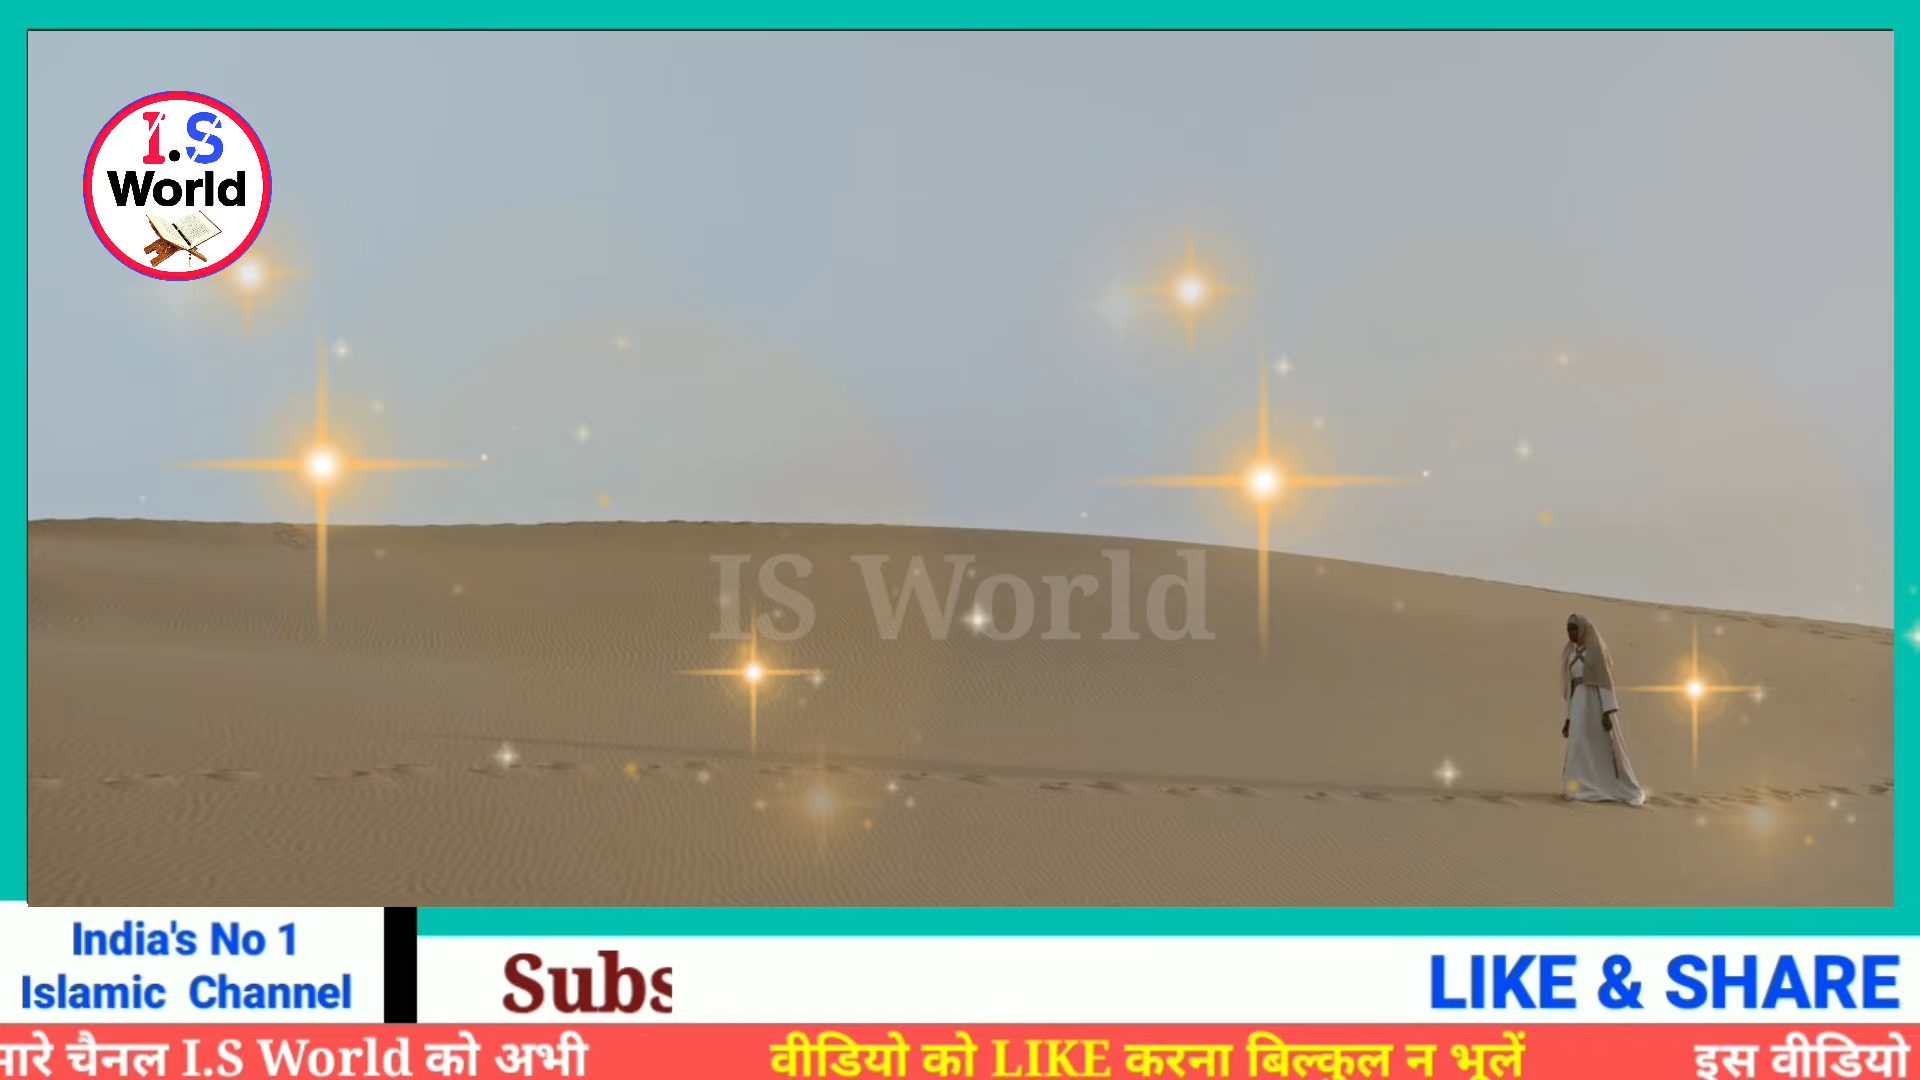 I.S
World
IS World
India's No 1
Islamic Channel
Subs
LIKE & SHARE
मारे चैनल I.S World को अभी वीडियो को LIKE करना बिल्कुल न भूलें इस वीडियो